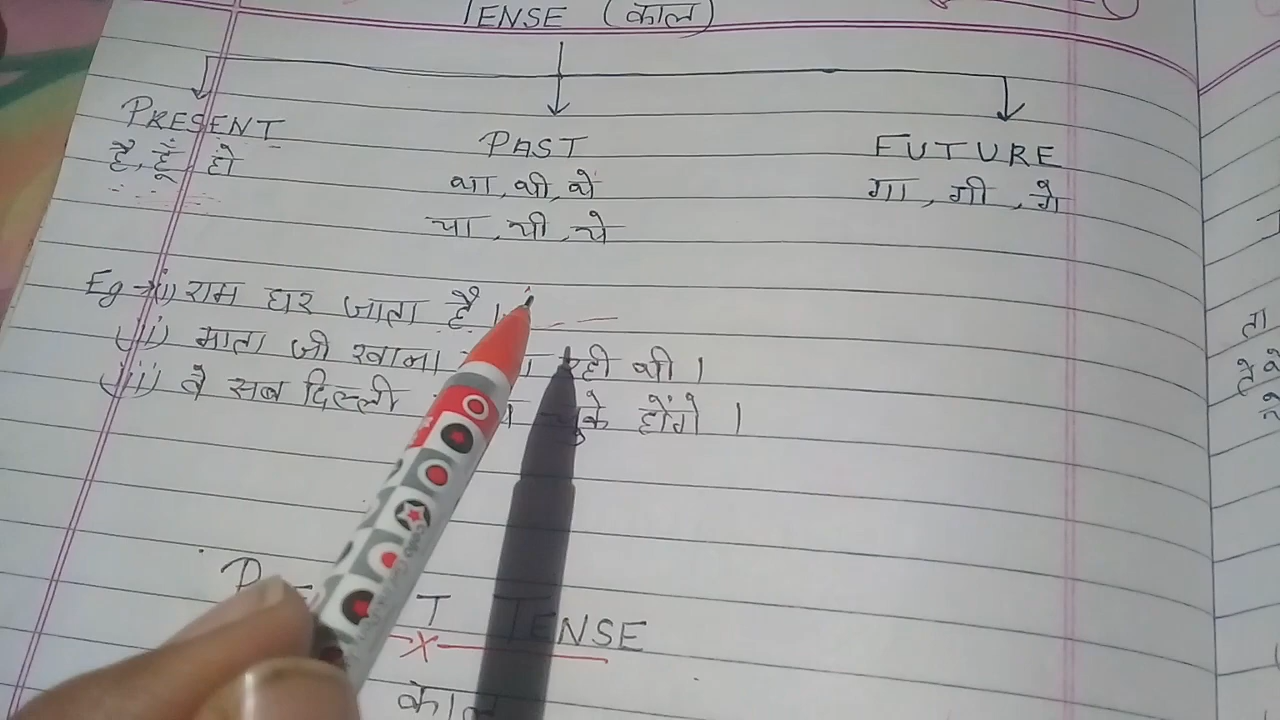 TENSE (काल)
PRESENT PAST FUTURE
है, हूँ, हो था, थी, थे गा, गी, गे
या, यी, ये
Eg → (i) राम घर जाता है ।
(ii) माता जी खाना रही थी ।
(iii) वे सब दिल्ली चुके होंगे ।
TENSE
काल